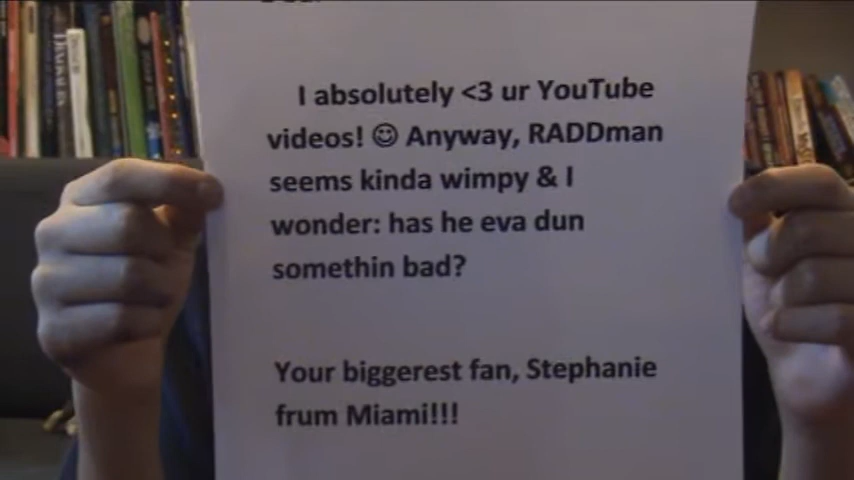 I absolutely <3 ur YouTube
videos! ☺ Anyway, RADDman
seems kinda wimpy & I
wonder: has he eva dun
somethin bad?
Your biggerest fan, Stephanie
frum Miami!!!